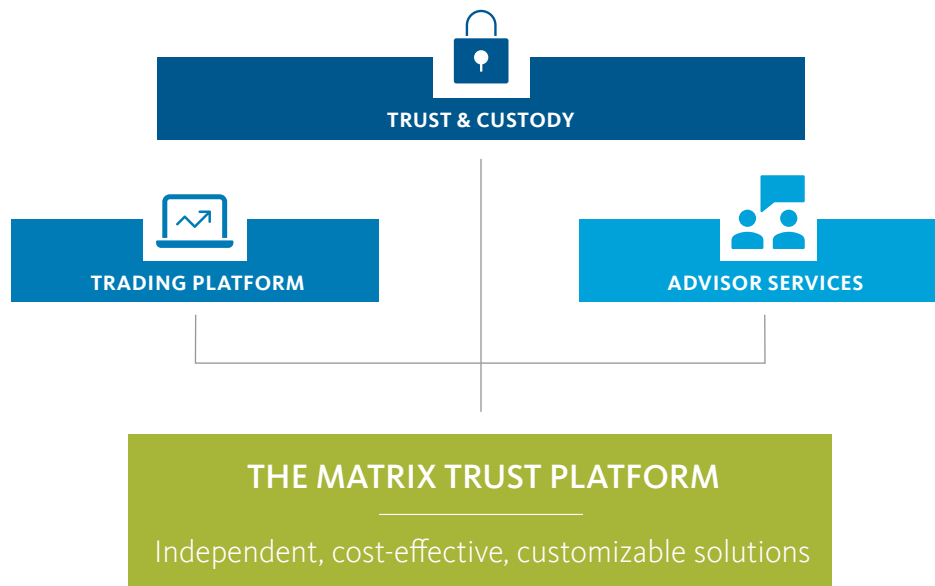 TRUST & CUSTODY
TRADING PLATFORM
ADVISOR SERVICES
THE MATRIX TRUST PLATFORM
Independent, cost-effective, customizable solutions